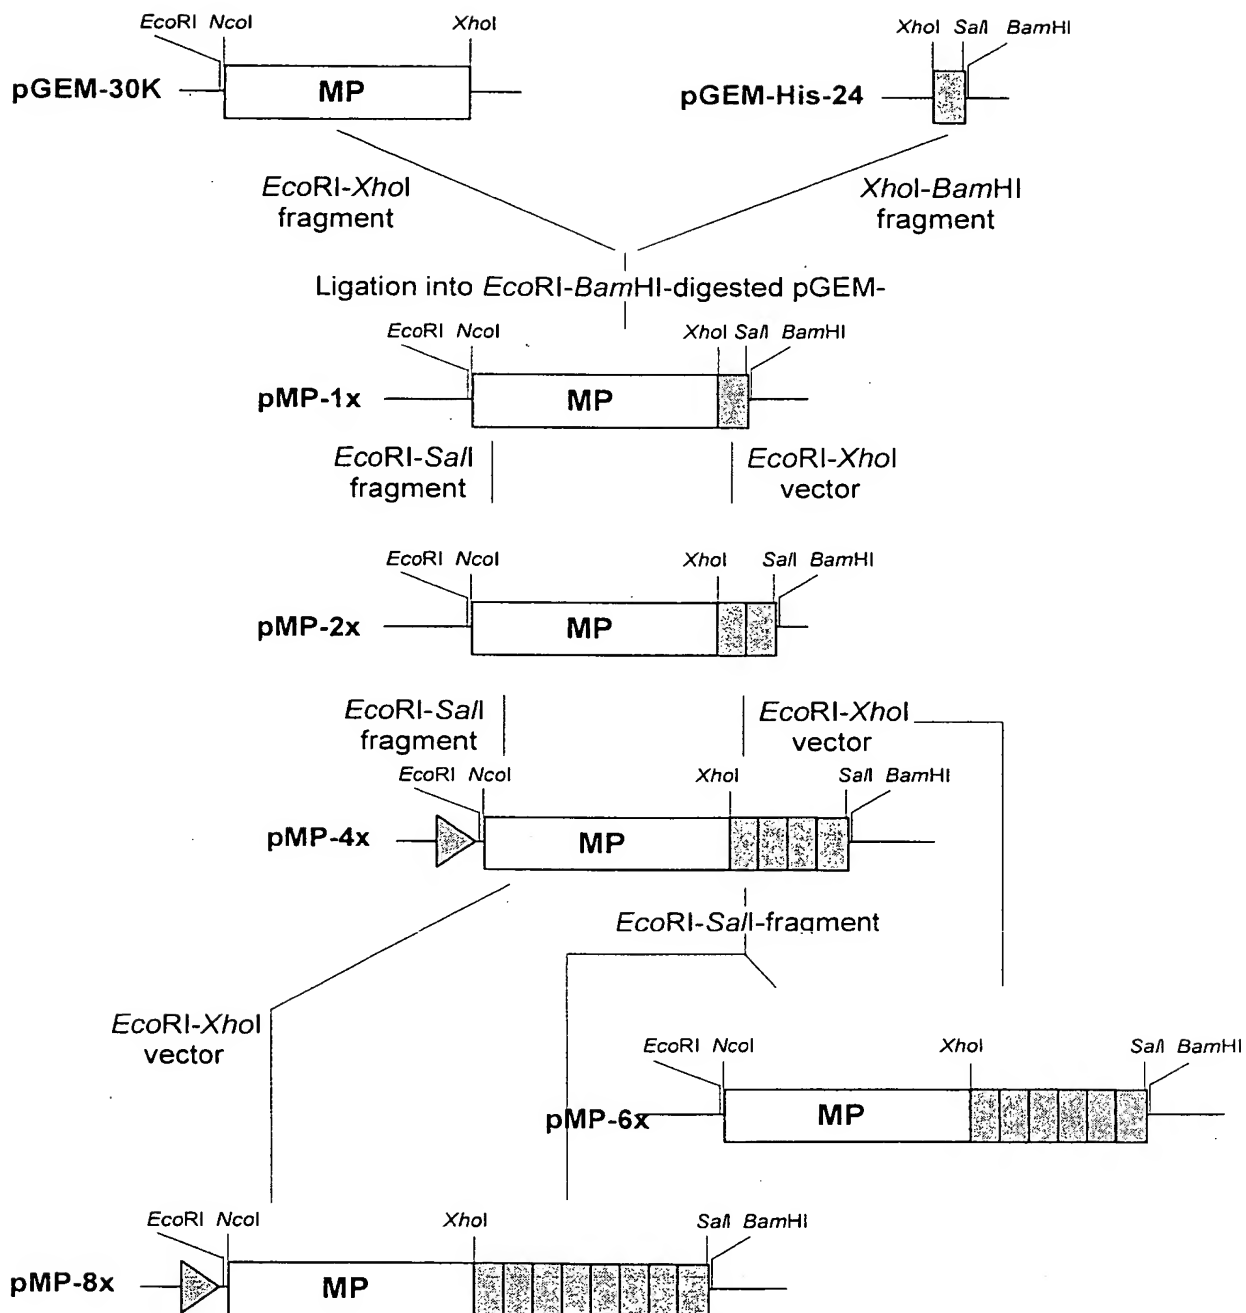 EcoRI NcoI XhoI
pGEM-30K MP
XhoI SalI BamHI
pGEM-His-24
EcoRI-XhoI
fragment
XhoI-BamHI
fragment
Ligation into EcoRI-BamHI-digested pGEM-
EcoRI NcoI XhoI SalI BamHI
pMP-1x MP
EcoRI-SalI
fragment
EcoRI-XhoI
vector
EcoRI NcoI XhoI SalI BamHI
pMP-2x MP
EcoRI-SalI
fragment
EcoRI-XhoI
vector
EcoRI NcoI XhoI SalI BamHI
pMP-4x MP
EcoRI-SalI-fragment
EcoRI-XhoI
vector
EcoRI NcoI XhoI SalI BamHI
pMP-6x MP
EcoRI NcoI XhoI SalI BamHI
pMP-8x MP